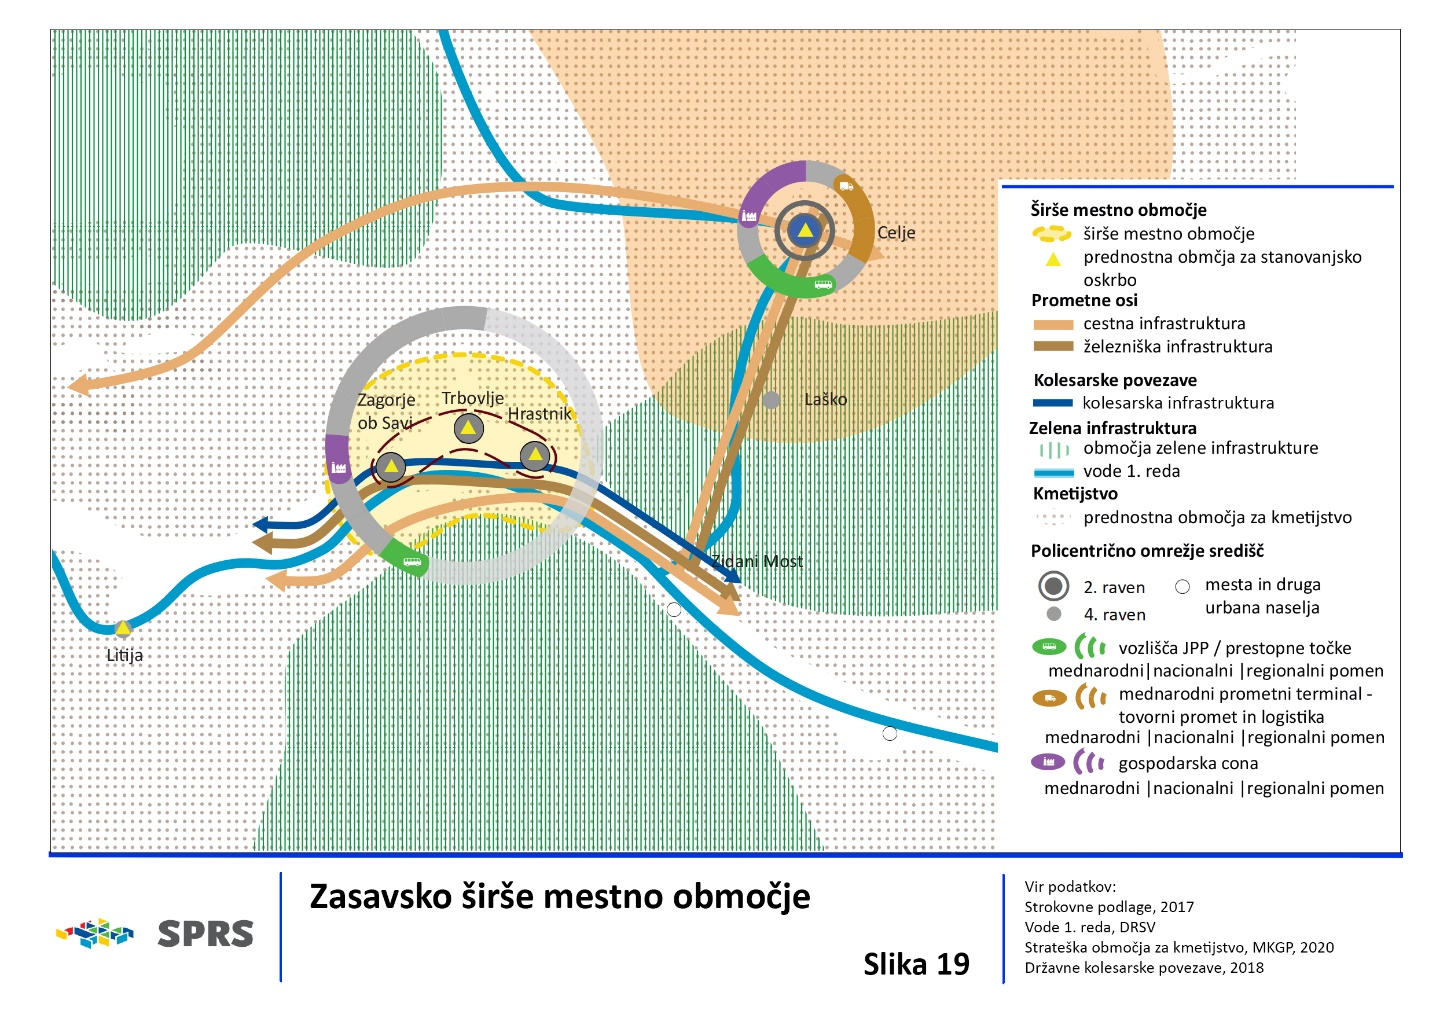 Celje
Zagorje
ob Savi
Trbovlje
Hrastnik
Laško
Zidani Most
Litija
Širše mestno območje
širše mestno območje
prednostna obmčja za stanovanjsko
oskrbo
Prometne osi
cestna infrastruktura
železniška infrastruktura
Kolesarske povezave
kolesarska infrastruktura
Zelena infrastruktura
območja zelene infrastrukture
vode 1. reda
Kmetijstvo
prednostna območja za kmetijstvo
Policentrično omrežje središč
2. raven
mesta in druga
urbana naselja
4. raven
vozlišča JPP / prestopne točke
mednarodni|nacionalni |regionalni pomen
mednarodni prometni terminal -
tovorni promet in logistika
mednarodni |nacionalni |regionalni pomen
gospodarska cona
mednarodni |nacionalni |regionalni pomen
SPRS
Zasavsko širše mestno območje
Slika 19
Vir podatkov:
Strokovne podlage, 2017
Vode 1. reda, DRSV
Strateška območja za kmetijstvo, MKGP, 2020
Državne kolesarske povezave, 2018